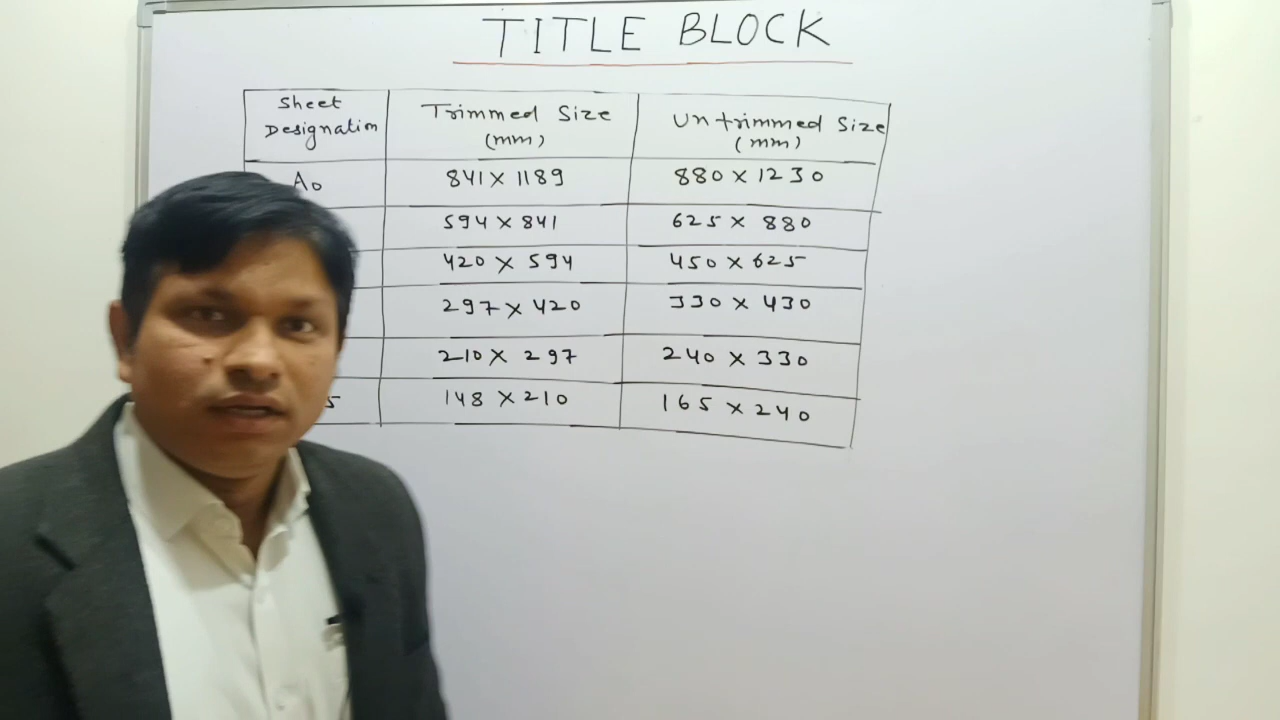 TITLE BLOCK
Sheet Designation
Trimmed Size (mm)
Untrimmed Size (mm)
A0 841 X 1189 880 X 1230
594 X 841 625 X 880
420 X 594 450 X 625
297 X 420 330 X 430
210 X 297 240 X 330
5 148 X 210 165 X 240